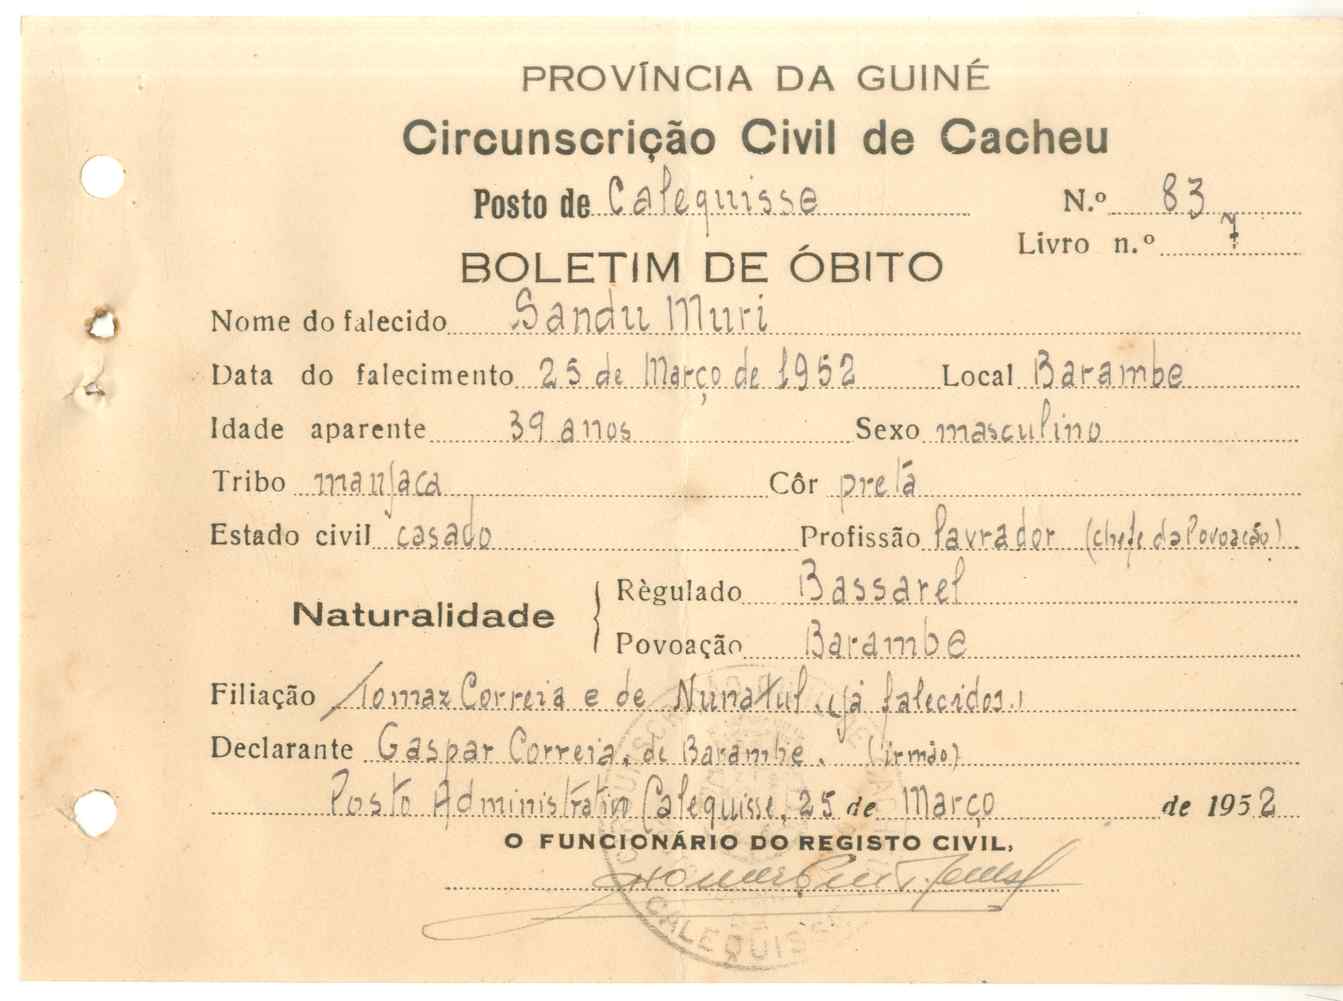 PROVÍNCIA DA GUINÉ
Circunscrição Civil de Cacheu
Posto de Calequisse N.º 83
Livro n.º 7
BOLETIM DE ÓBITO
Nome do falecido Sandu Muri
Data do falecimento 25 de Março de 1952 Local Barambe
Idade aparente 39 anos Sexo masculino
Tribo manjaca Côr preta
Estado civil casado Profissão lavrador (chefe da Povoação)
Naturalidade { Règulado Bassarel
Povoação Barambe
Filiação Tomaz Correia e de Nunatul, já falecidos.
Declarante Gaspar Correia, de Barambe. (irmão)
Posto Administrativo Calequisse, 25 de Março de 1952
O FUNCIONÁRIO DO REGISTO CIVIL,
CALEQUISSE